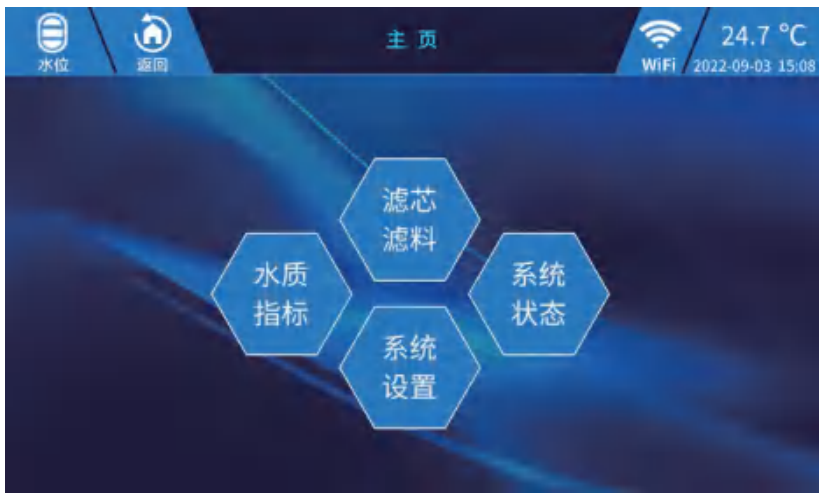 水位
返回
主页
WiFi
24.7 ℃
2022-09-03 15:08
滤芯
滤料
水质
指标
系统
状态
系统
设置